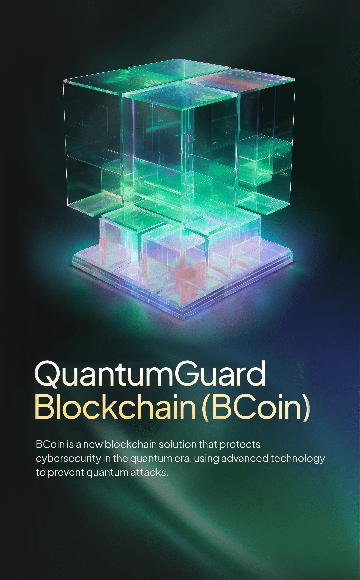 QuantumGuard
Blockchain (BCoin)
BCoin is a new blockchain solution that protects
cybersecurity in the quantum era, using advanced technology
to prevent quantum attacks.